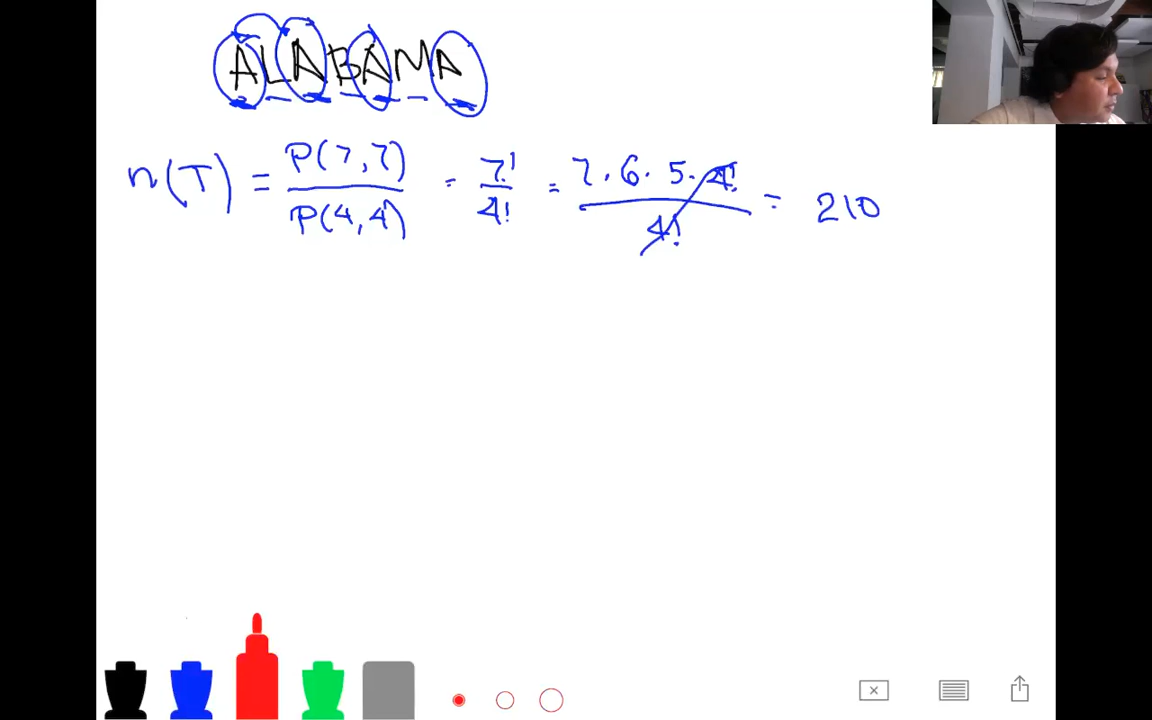 ALABAMA
n(T) = P(7,7) / P(4,4) = 7! / 4! = 7 · 6 · 5 · 4! / 4! = 210